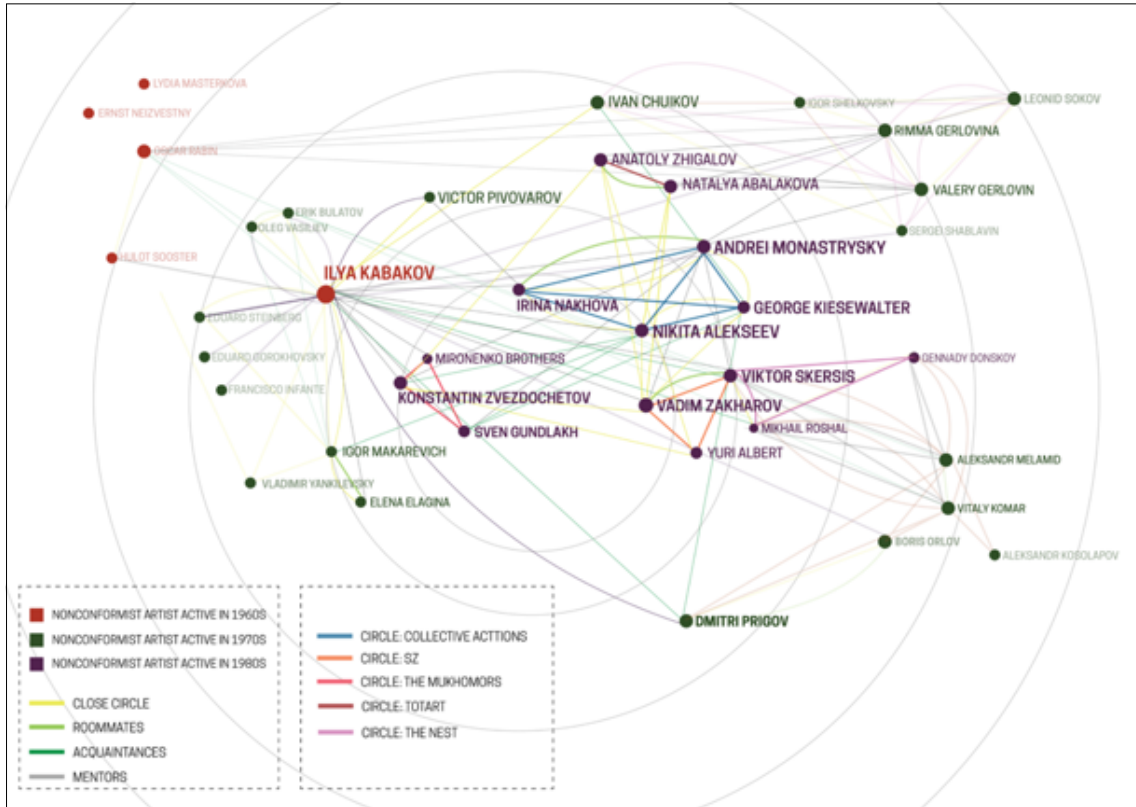 LYDIA MASTERKOVA
ERNST NEIZVESTNY
OSCAR RABIN
HULOT SOOSTER
IVAN CHUIKOV
IGOR SHELKOVSKY
LEONID SOKOV
RIMMA GERLOVINA
ANATOLY ZHIGALOV
NATALYA ABALAKOVA
VALERY GERLOVIN
VICTOR PIVOVAROV
ERIK BULATOV
OLEG VASILIEV
SERGEI SHABLAVIN
ANDREI MONASTRYSKY
ILYA KABAKOV
IRINA NAKHOVA
GEORGE KIESEWALTER
EDUARD STEINBERG
NIKITA ALEKSEEV
EDUARD GOROKHOVSKY
MIRONENKO BROTHERS
GENNADY DONSKOY
VIKTOR SKERSIS
FRANCISCO INFANTE
KONSTANTIN ZVEZDOCHETOV
VADIM ZAKHAROV
SVEN GUNDLAKH
MIKHAIL ROSHAL
IGOR MAKAREVICH
YURI ALBERT
ALEKSANDR MELAMID
VLADIMIR YANKILEVSKY
ELENA ELAGINA
VITALY KOMAR
BORIS ORLOV
ALEKSANDR KOSOLAPOV
DMITRI PRIGOV
NONCONFORMIST ARTIST ACTIVE IN 1960S
NONCONFORMIST ARTIST ACTIVE IN 1970S
NONCONFORMIST ARTIST ACTIVE IN 1980S
CLOSE CIRCLE
ROOMMATES
ACQUAINTANCES
MENTORS
CIRCLE: COLLECTIVE ACTTIONS
CIRCLE: SZ
CIRCLE: THE MUKHOMORS
CIRCLE: TOTART
CIRCLE: THE NEST